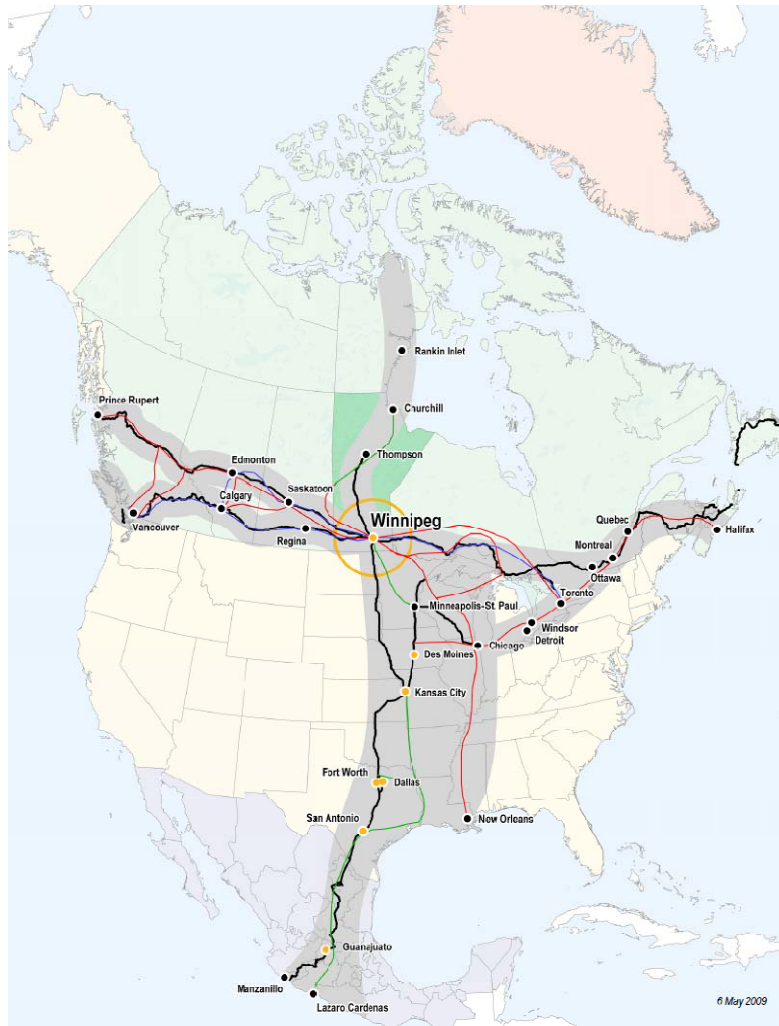 Rankin Inlet
Prince Rupert
Churchill
Thompson
Edmonton
Saskatoon
Calgary
Winnipeg
Vancouver
Regina
Quebec
Halifax
Montreal
Ottawa
Toronto
Minneapolis-St. Paul
Windsor
Detroit
Chicago
Des Moines
Kansas City
Fort Worth
Dallas
San Antonio
New Orleans
Guanajuato
Manzanillo
Lazaro Cardenas
6 May 2009